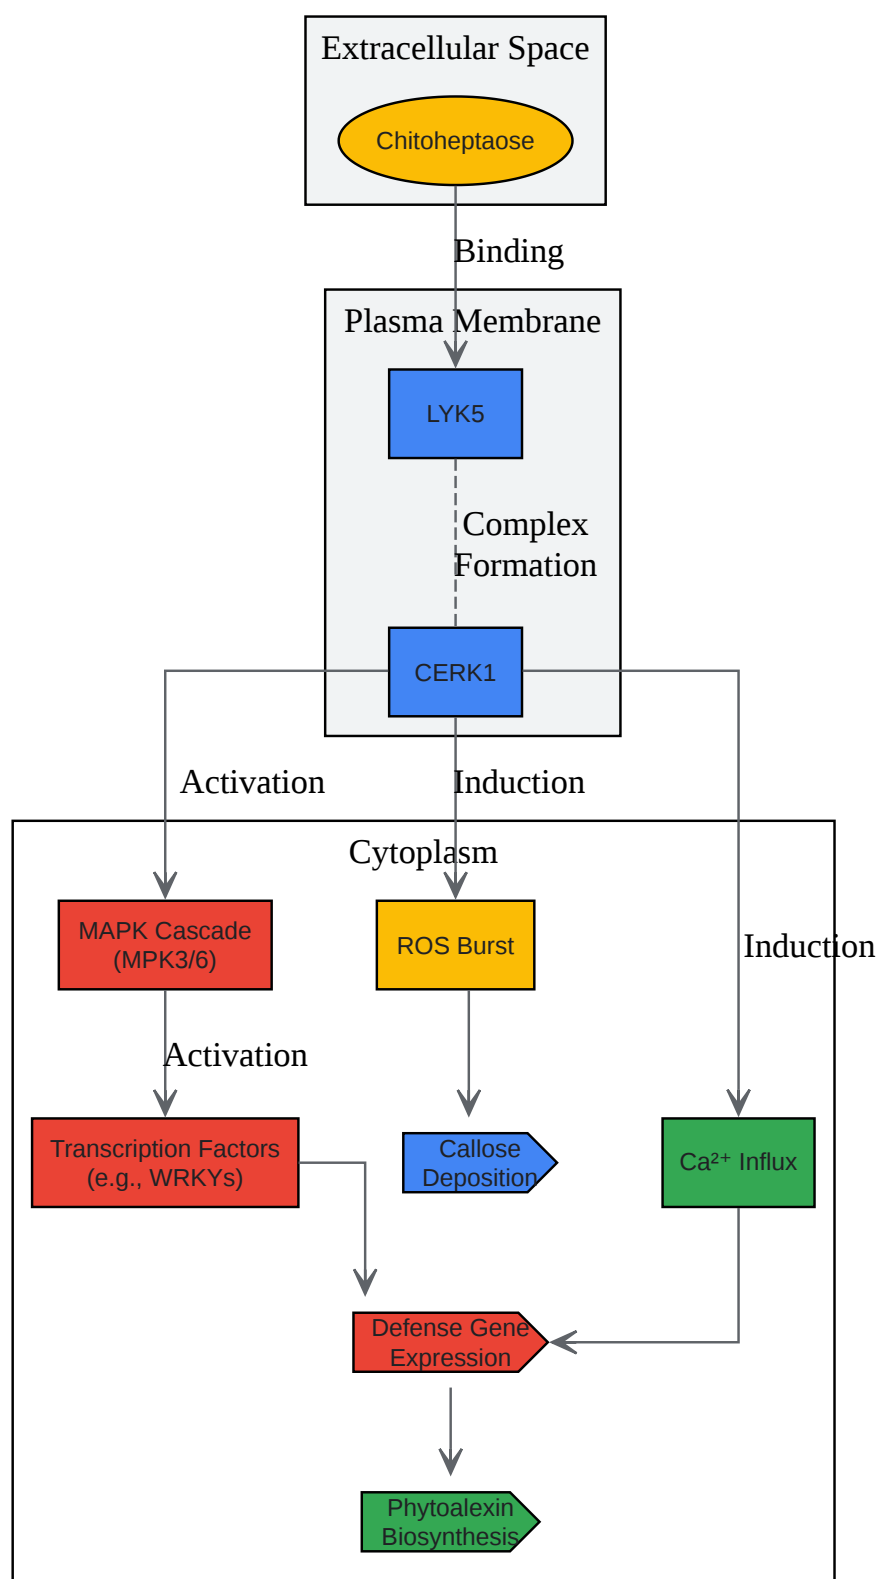 Extracellular Space
Chitoheptaose
Binding
Plasma Membrane
LYK5
Complex
Formation
CERK1
Activation
Induction
Cytoplasm
MAPK Cascade
(MPK3/6)
ROS Burst
Induction
Activation
Transcription Factors
(e.g., WRKYs)
Callose
Deposition
Ca²⁺ Influx
Defense Gene
Expression
Phytoalexin
Biosynthesis